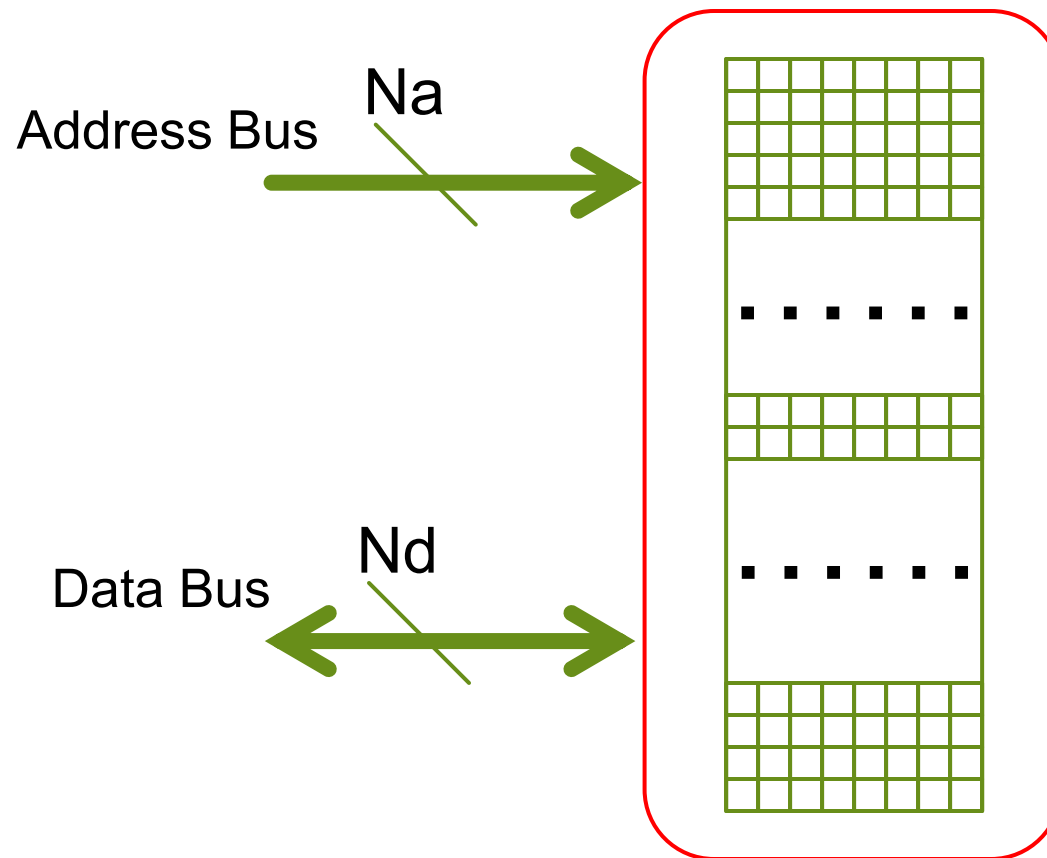 Na
Address Bus
. . . . . .
Nd
Data Bus
. . . . . .